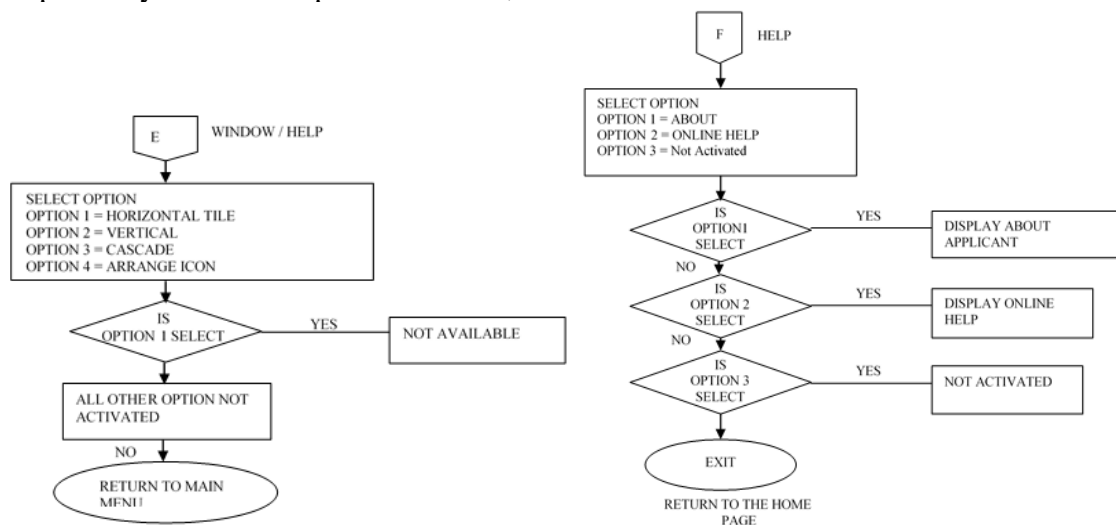 E
WINDOW / HELP
SELECT OPTION
OPTION 1 = HORIZONTAL TILE
OPTION 2 = VERTICAL
OPTION 3 = CASCADE
OPTION 4 = ARRANGE ICON
IS
OPTION 1 SELECT
YES
NOT AVAILABLE
ALL OTHER OPTION NOT
ACTIVATED
NO
RETURN TO MAIN
MENU
F
HELP
SELECT OPTION
OPTION 1 = ABOUT
OPTION 2 = ONLINE HELP
OPTION 3 = Not Activated
IS
OPTION1
SELECT
YES
DISPLAY ABOUT
APPLICANT
NO
IS
OPTION 2
SELECT
YES
DISPLAY ONLINE
HELP
NO
IS
OPTION 3
SELECT
YES
NOT ACTIVATED
EXIT
RETURN TO THE HOME
PAGE